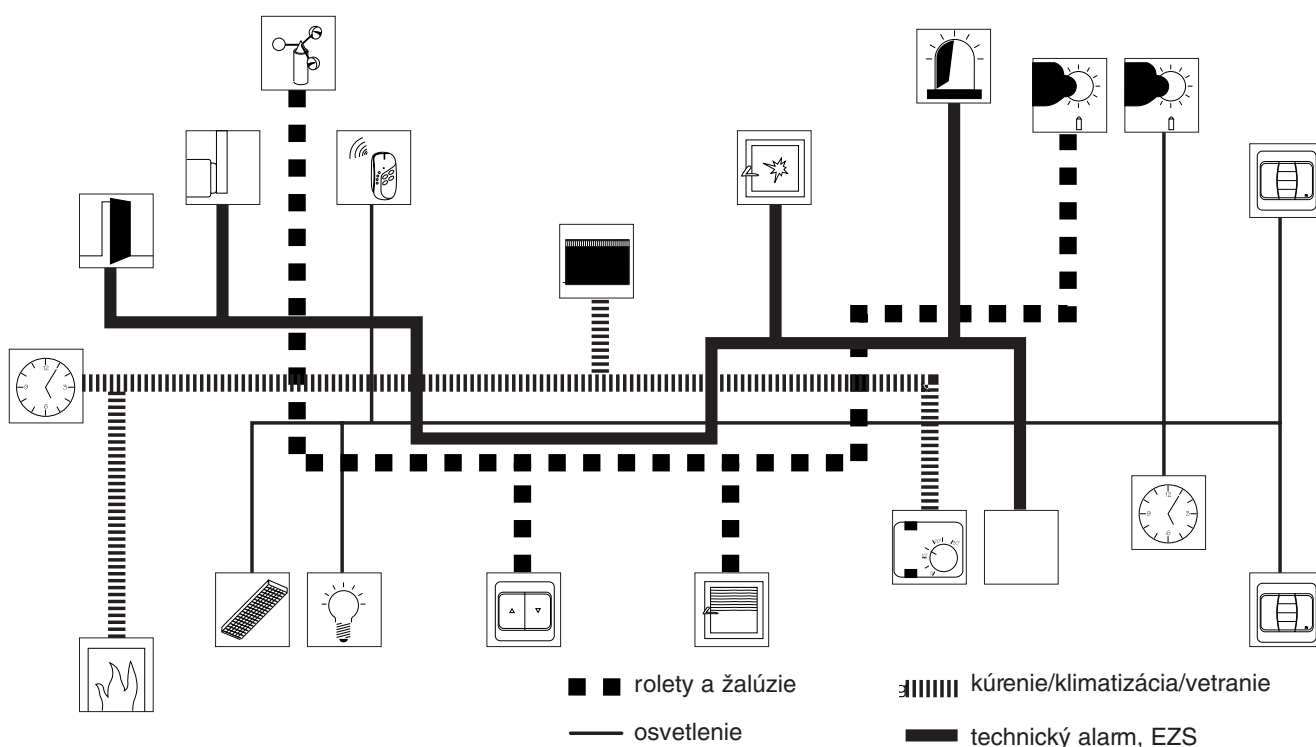 rolety a žalúzie
kúrenie/klimatizácia/vetranie
osvetlenie
technický alarm, EZS